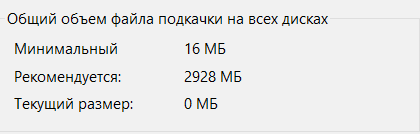 Общий объем файла подкачки на всех дисках
Минимальный 16 МБ
Рекомендуется: 2928 МБ
Текущий размер: 0 МБ